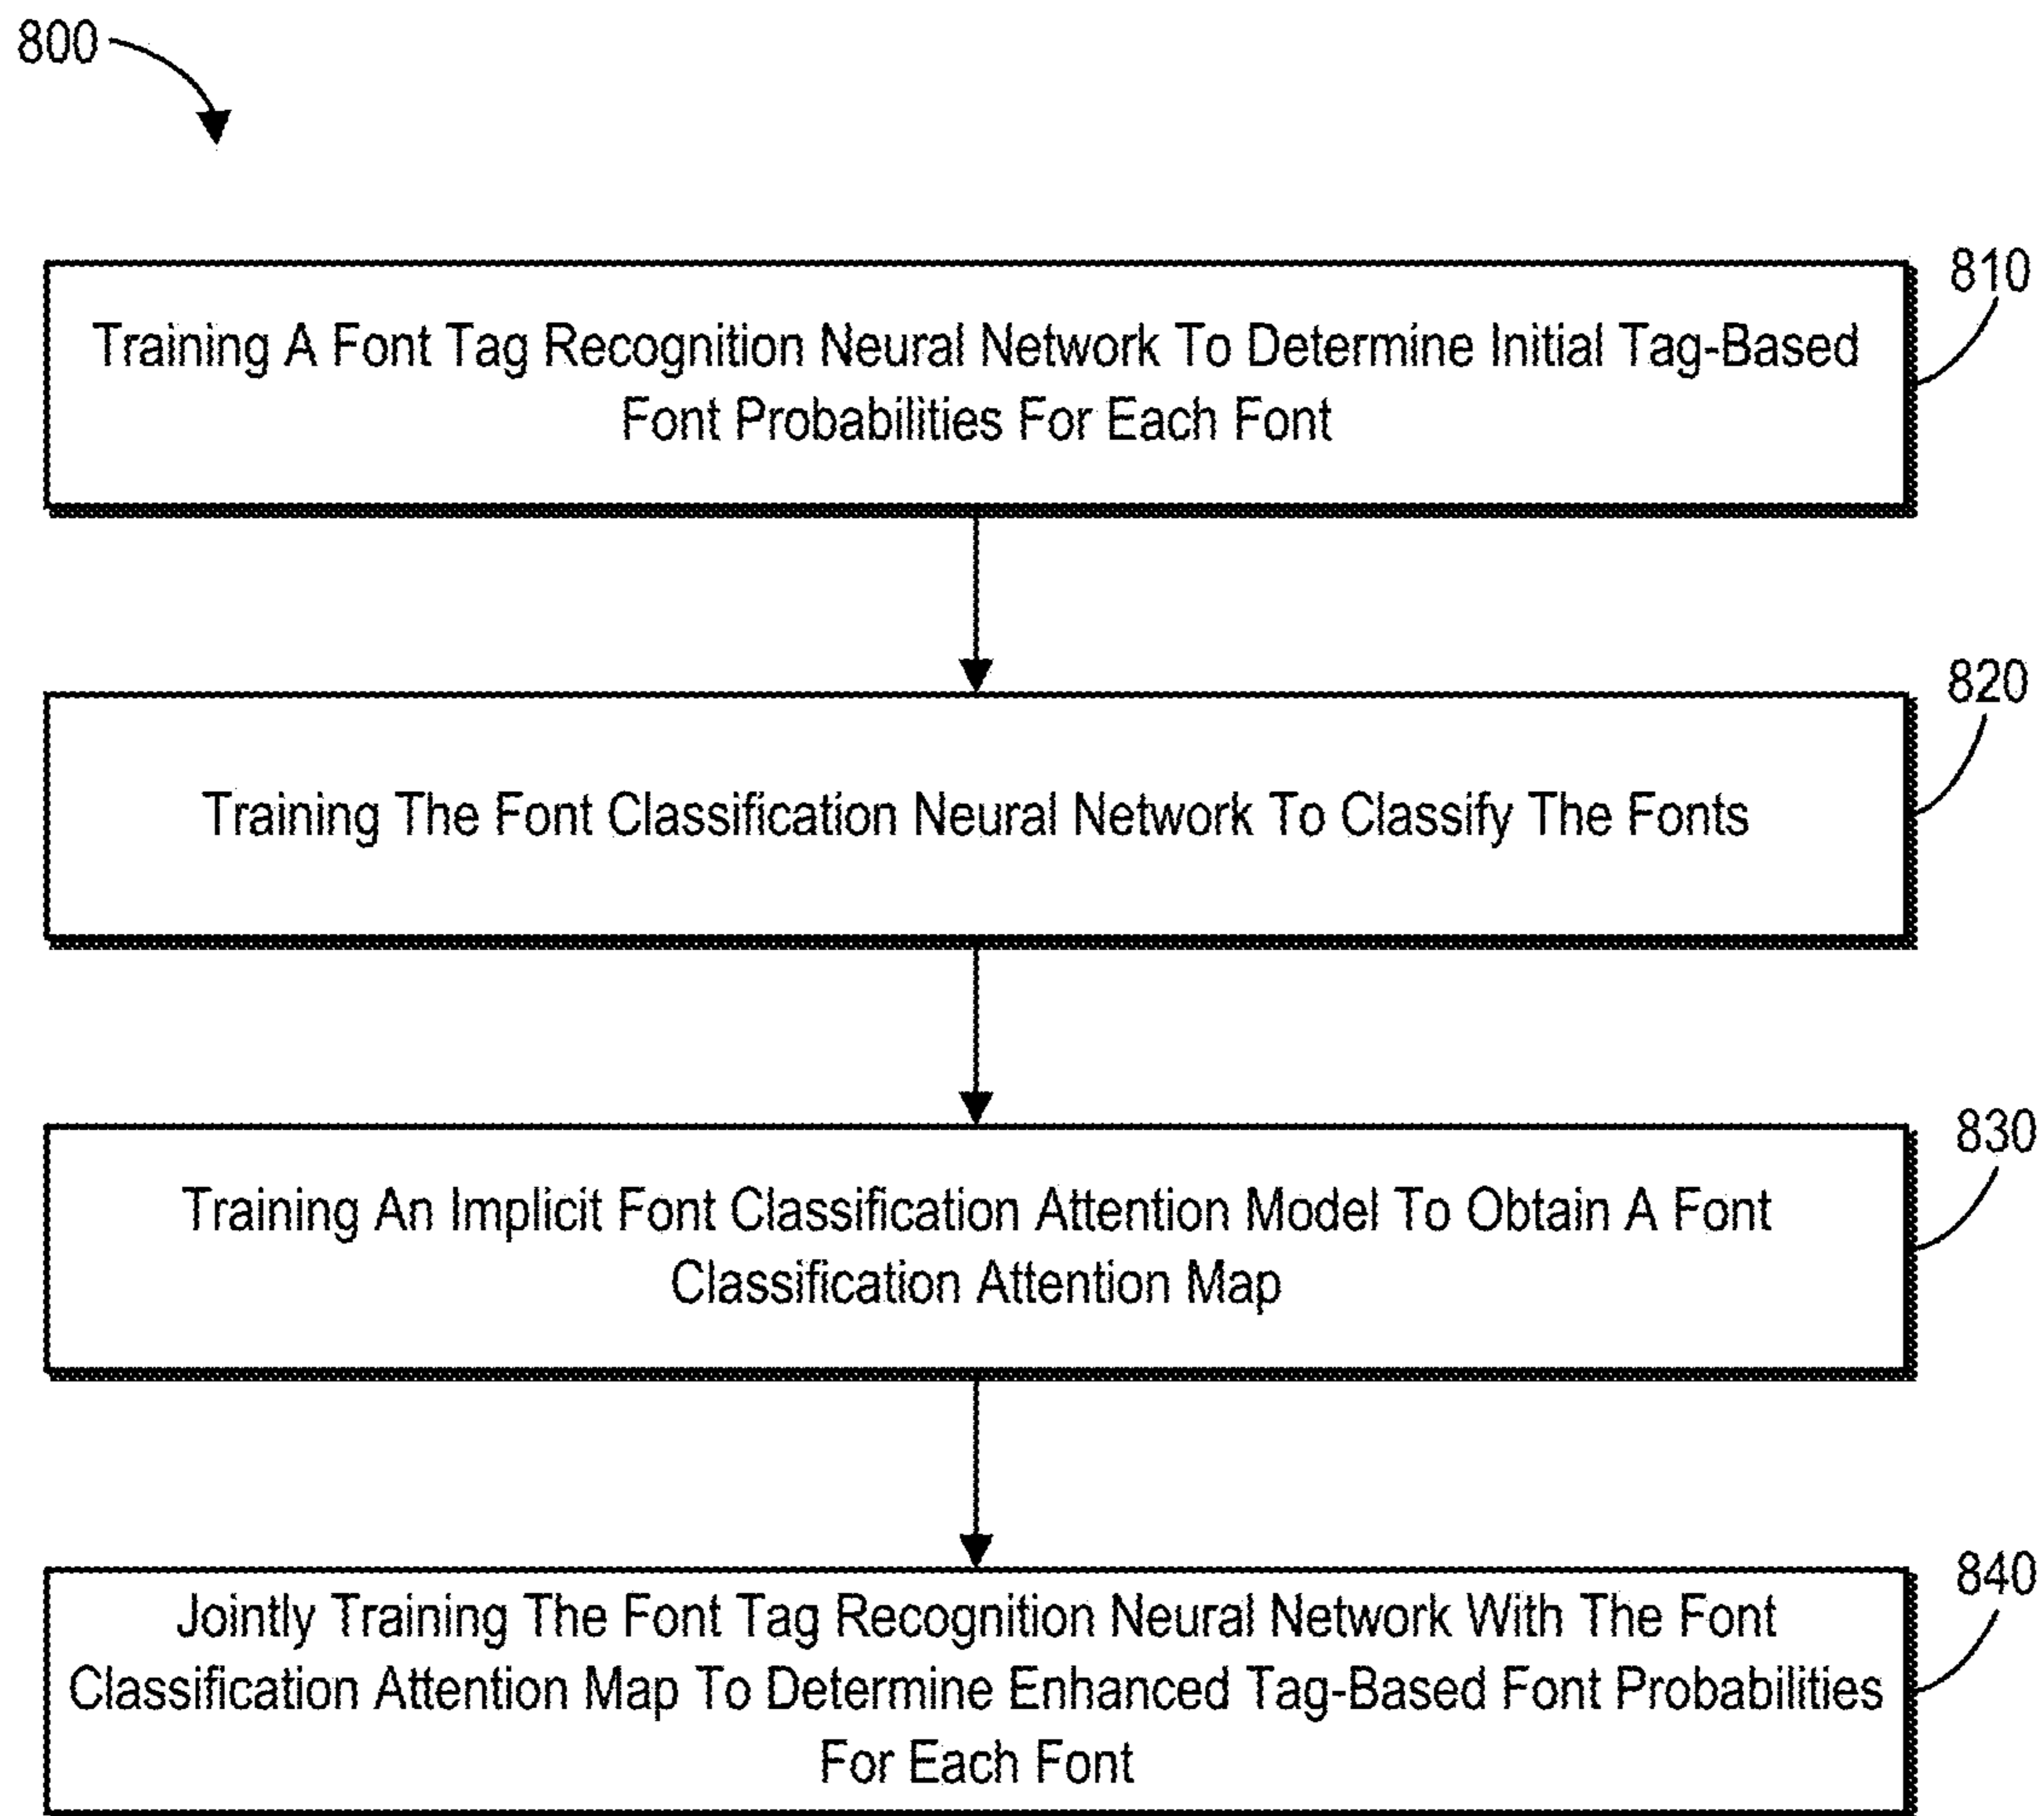 800
810
Training A Font Tag Recognition Neural Network To Determine Initial Tag-Based
Font Probabilities For Each Font
820
Training The Font Classification Neural Network To Classify The Fonts
830
Training An Implicit Font Classification Attention Model To Obtain A Font
Classification Attention Map
840
Jointly Training The Font Tag Recognition Neural Network With The Font
Classification Attention Map To Determine Enhanced Tag-Based Font Probabilities
For Each Font